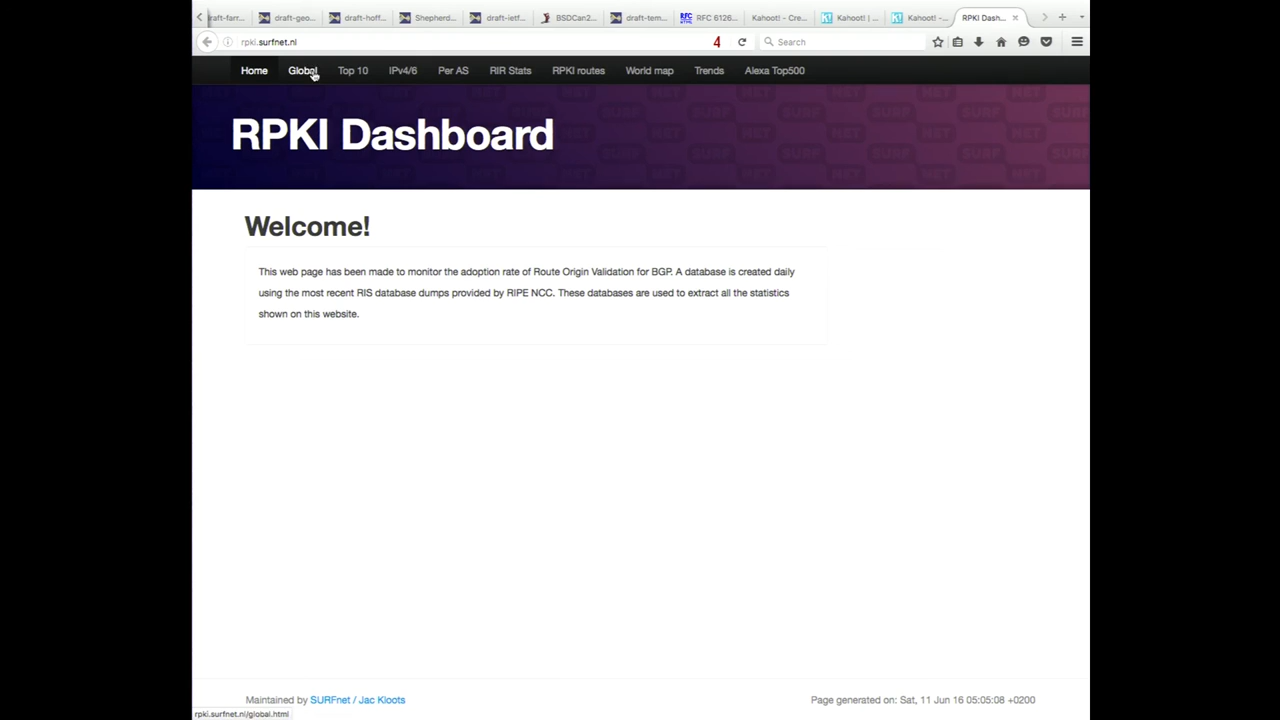 draft-farr...
draft-geo...
draft-hoff...
Shepherd...
draft-ietf...
BSDCan2...
draft-tem...
RFC 6126...
Kahoot! - Cre...
Kahoot! | ...
Kahoot! - ...
RPKI Dash...
rpki.surfnet.nl
4
Search
Home
Global
Top 10
IPv4/6
Per AS
RIR Stats
RPKI routes
World map
Trends
Alexa Top500
RPKI Dashboard
Welcome!
This web page has been made to monitor the adoption rate of Route Origin Validation for BGP. A database is created daily
using the most recent RIS database dumps provided by RIPE NCC. These databases are used to extract all the statistics
shown on this website.
Maintained by SURFnet / Jac Kloots
Page generated on: Sat, 11 Jun 16 05:05:08 +0200
rpki.surfnet.nl/global.html